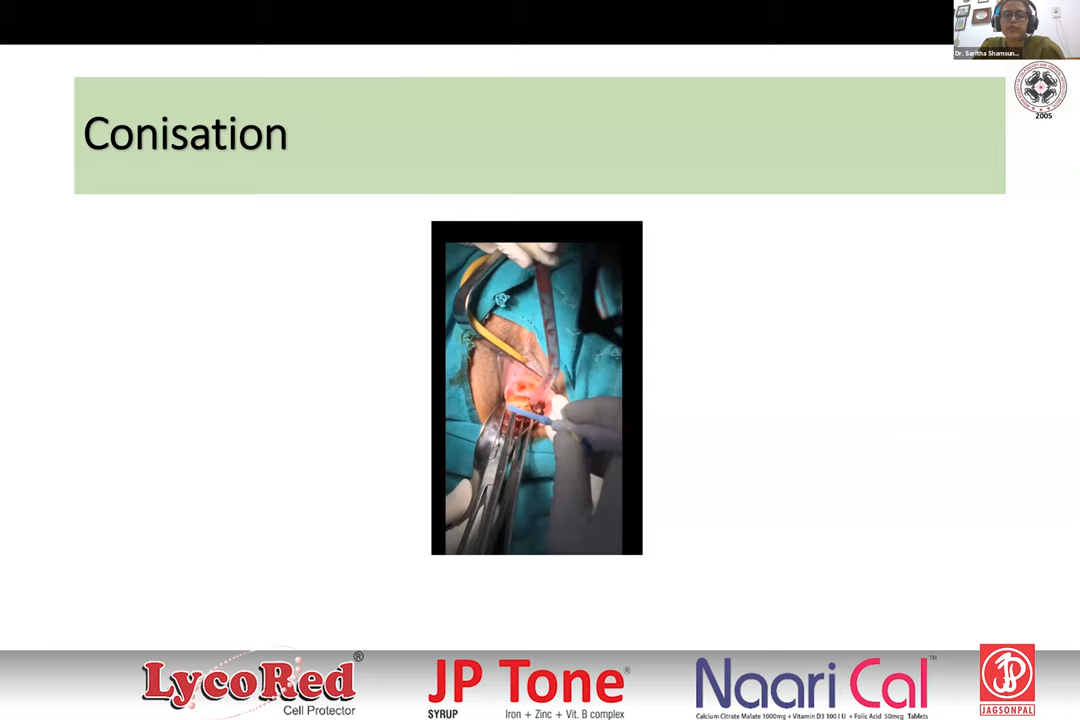 Dr. Saritha Shamsun...
2005
Conisation
LycoRed®
Cell Protector
JP Tone®
SYRUP Iron + Zinc + Vit. B complex
Naari Cal™
Calcium Citrate Malate 1000mg + Vitamin D3 100 I U + Folic Acid 50mcg Tablets
JAGSONPAL